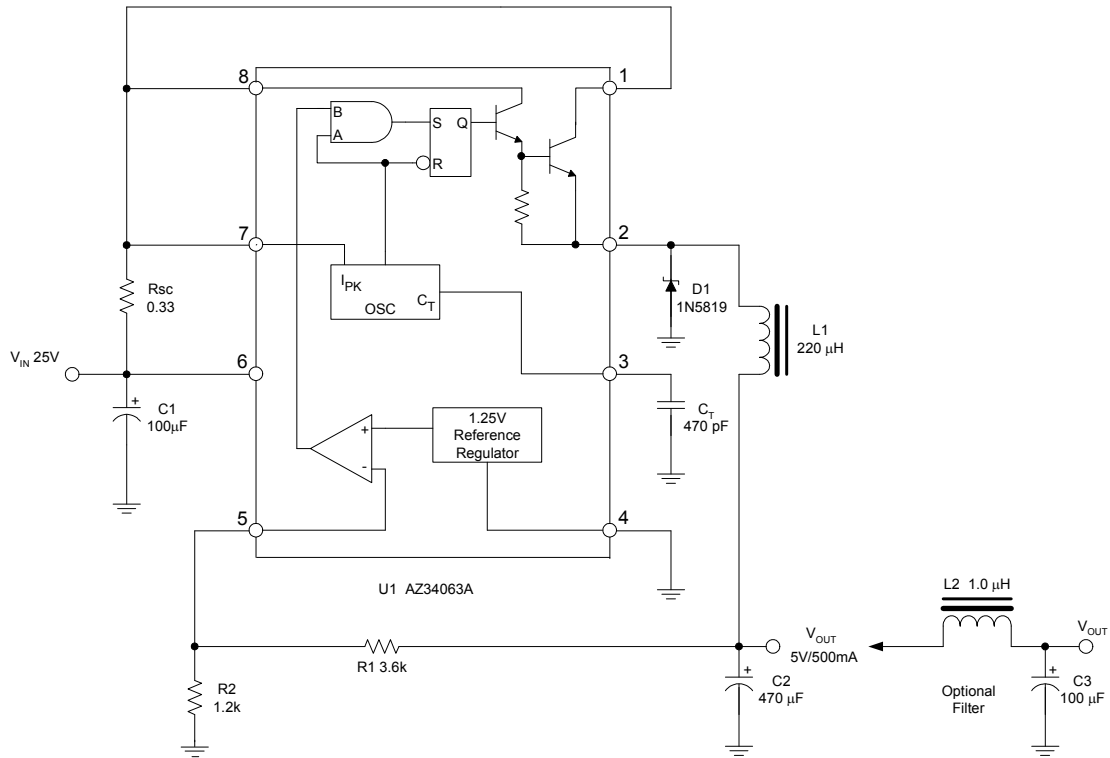 8
1
B
A
S
Q
R
7
2
I_PK
OSC
C_T
Rsc
0.33
D1
1N5819
L1
220 μH
V_IN 25V
6
3
C1
100μF
C_T
470 pF
1.25V
Reference
Regulator
+
-
5
4
U1 AZ34063A
L2 1.0 μH
R1 3.6k
V_OUT
5V/500mA
V_OUT
R2
1.2k
+
C2
470 μF
Optional
Filter
+
C3
100 μF
+